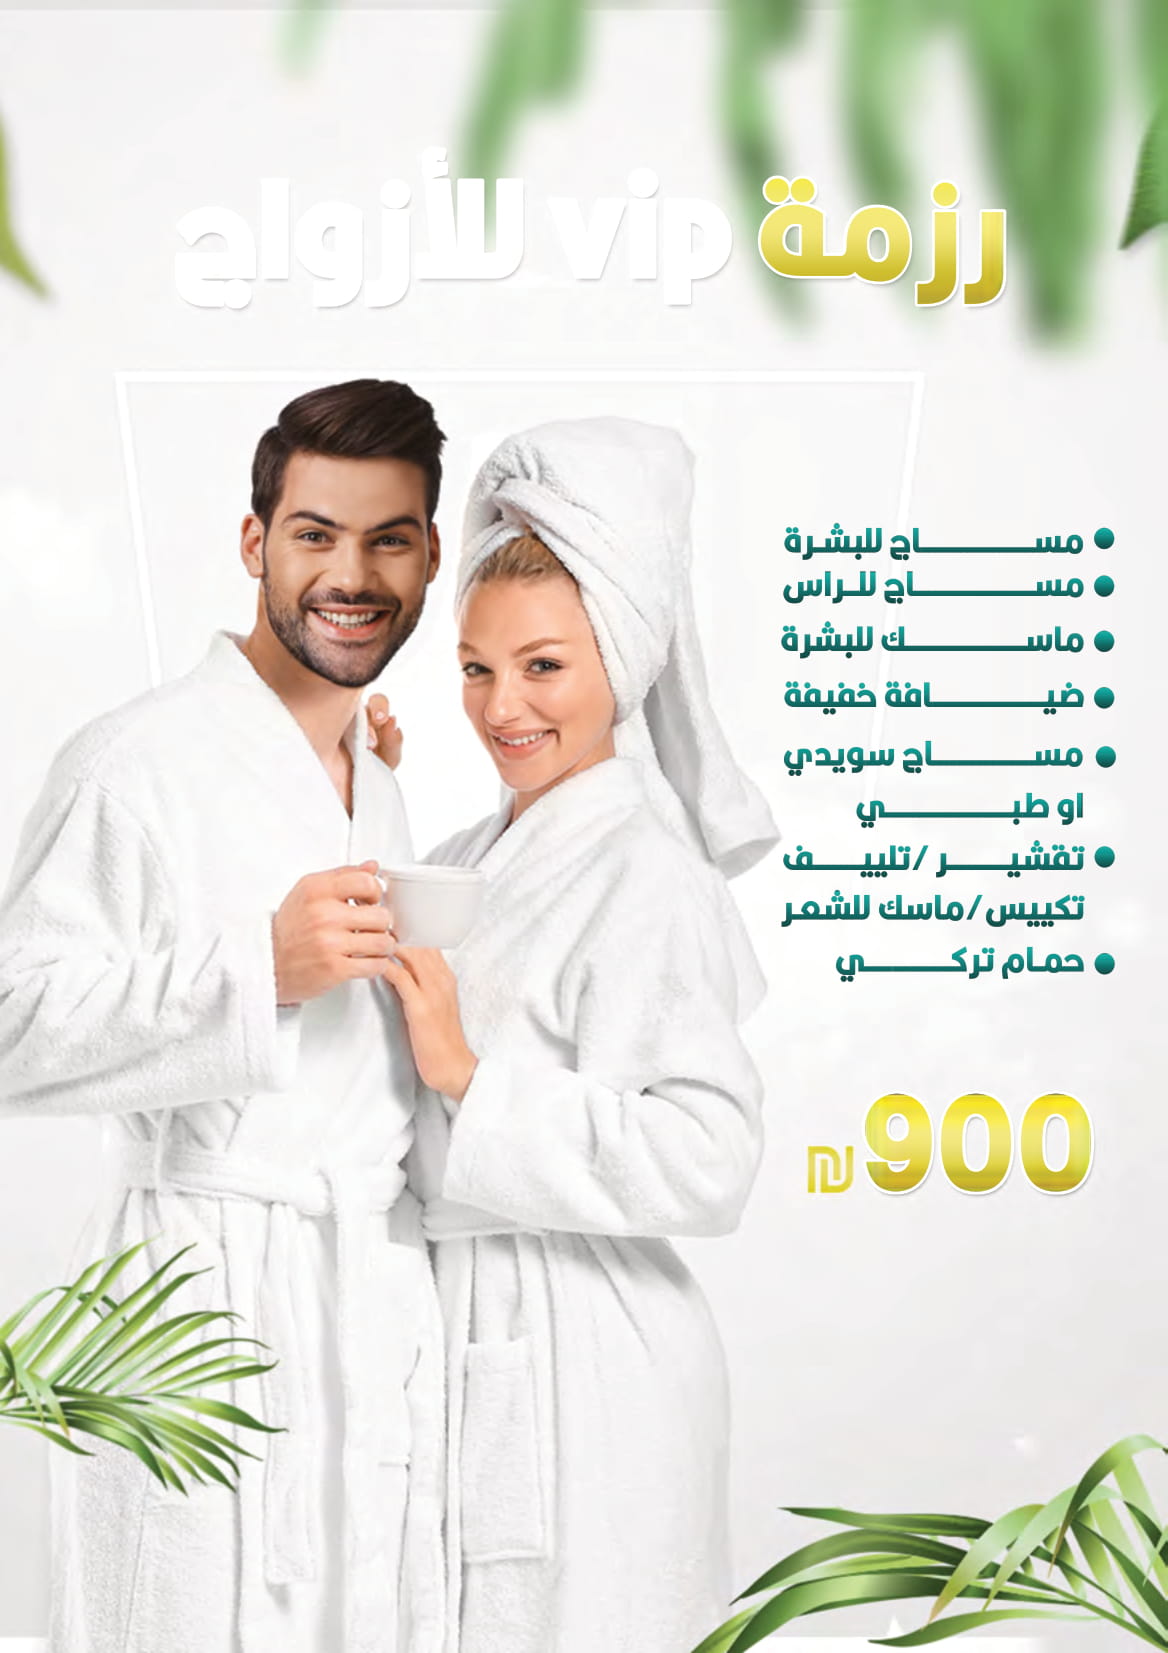 رزمة vip للأزواج
• مساج للبشرة
• مساج للراس
• ماسك للبشرة
• ضيافة خفيفة
• مساج سويدي
او طبي
• تقشير / تلييف
تكييس / ماسك للشعر
• حمام تركي
900 ₪